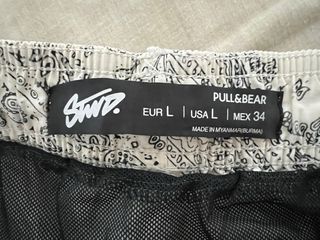 STWD.
PULL&BEAR
EUR L | USA L | MEX 34
MADE IN MYANMAR(BURMA)